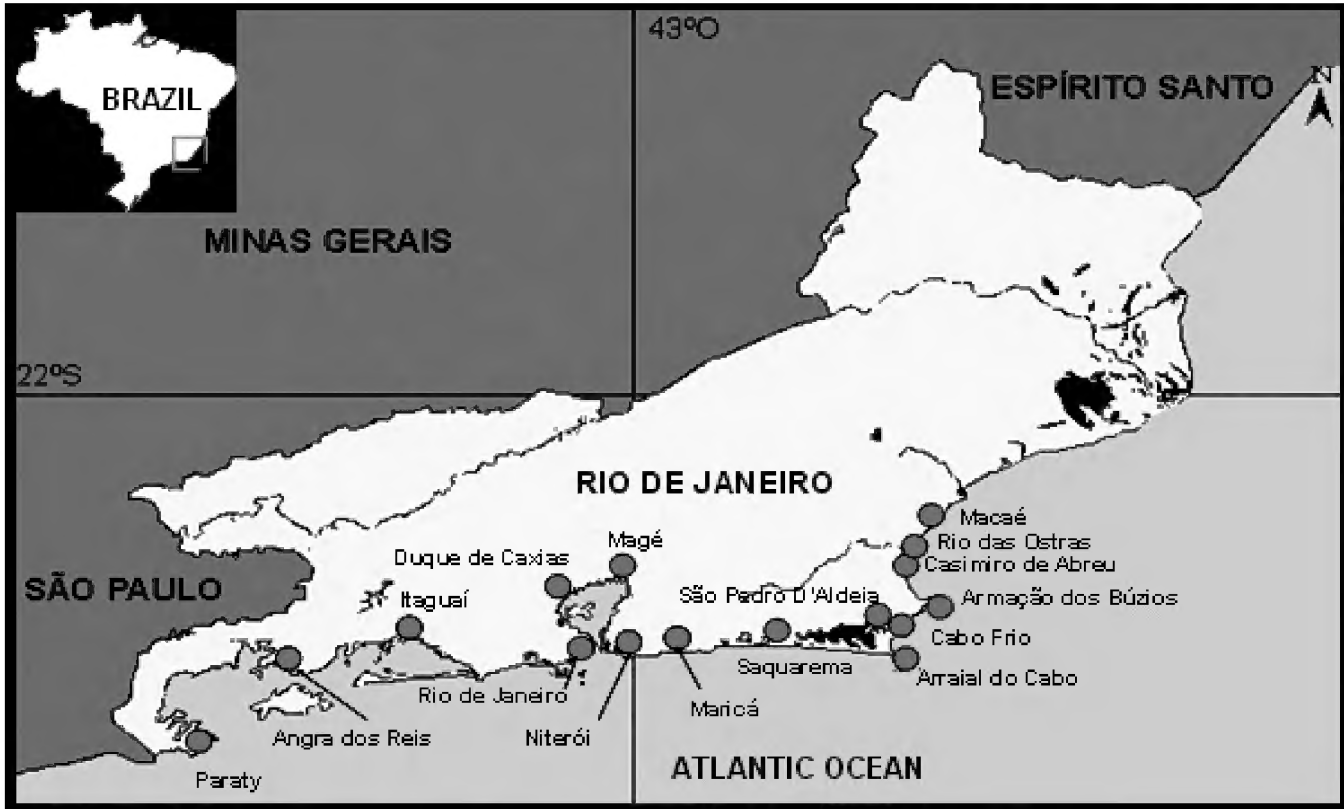 43ºO
BRAZIL
ESPÍRITO SANTO
N
MINAS GERAIS
22ºS
RIO DE JANEIRO
Macaé
Magé
Rio das Ostras
Duque de Caxias
Casimiro de Abreu
SÃO PAULO
Itaguaí
São Pedro D'Aldeia
Armação dos Búzios
Cabo Frio
Saquarema
Arraial do Cabo
Rio de Janeiro
Maricá
Angra dos Reis
Niterói
Paraty
ATLANTIC OCEAN